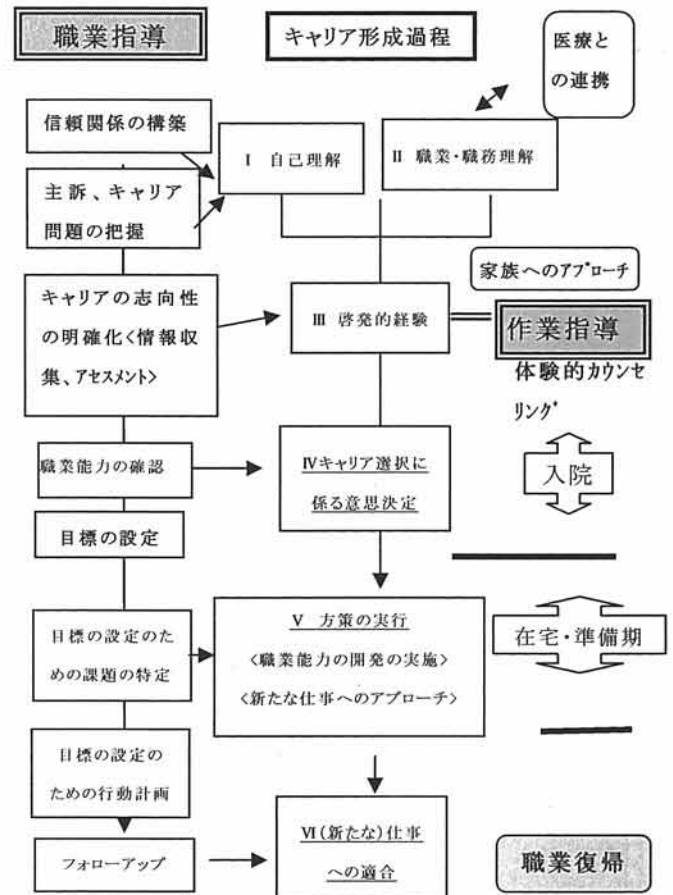 職業指導
キャリア形成過程
医療と
の連携
信頼関係の構築
Ⅰ 自己理解
Ⅱ 職業・職務理解
主訴、キャリア
問題の把握
家族へのアプローチ
キャリアの志向性
の明確化<情報収
集、アセスメント>
Ⅲ 啓発的経験
作業指導
体験的カウンセ
リング
職業能力の確認
Ⅳキャリア選択に
係る意思決定
入院
目標の設定
目標の設定のた
めの課題の特定
Ⅴ 方策の実行
<職業能力の開発の実施>
<新たな仕事へのアプローチ>
在宅・準備期
目標の設定の
ための行動計画
フォローアップ
Ⅵ(新たな)仕事
への適合
職業復帰